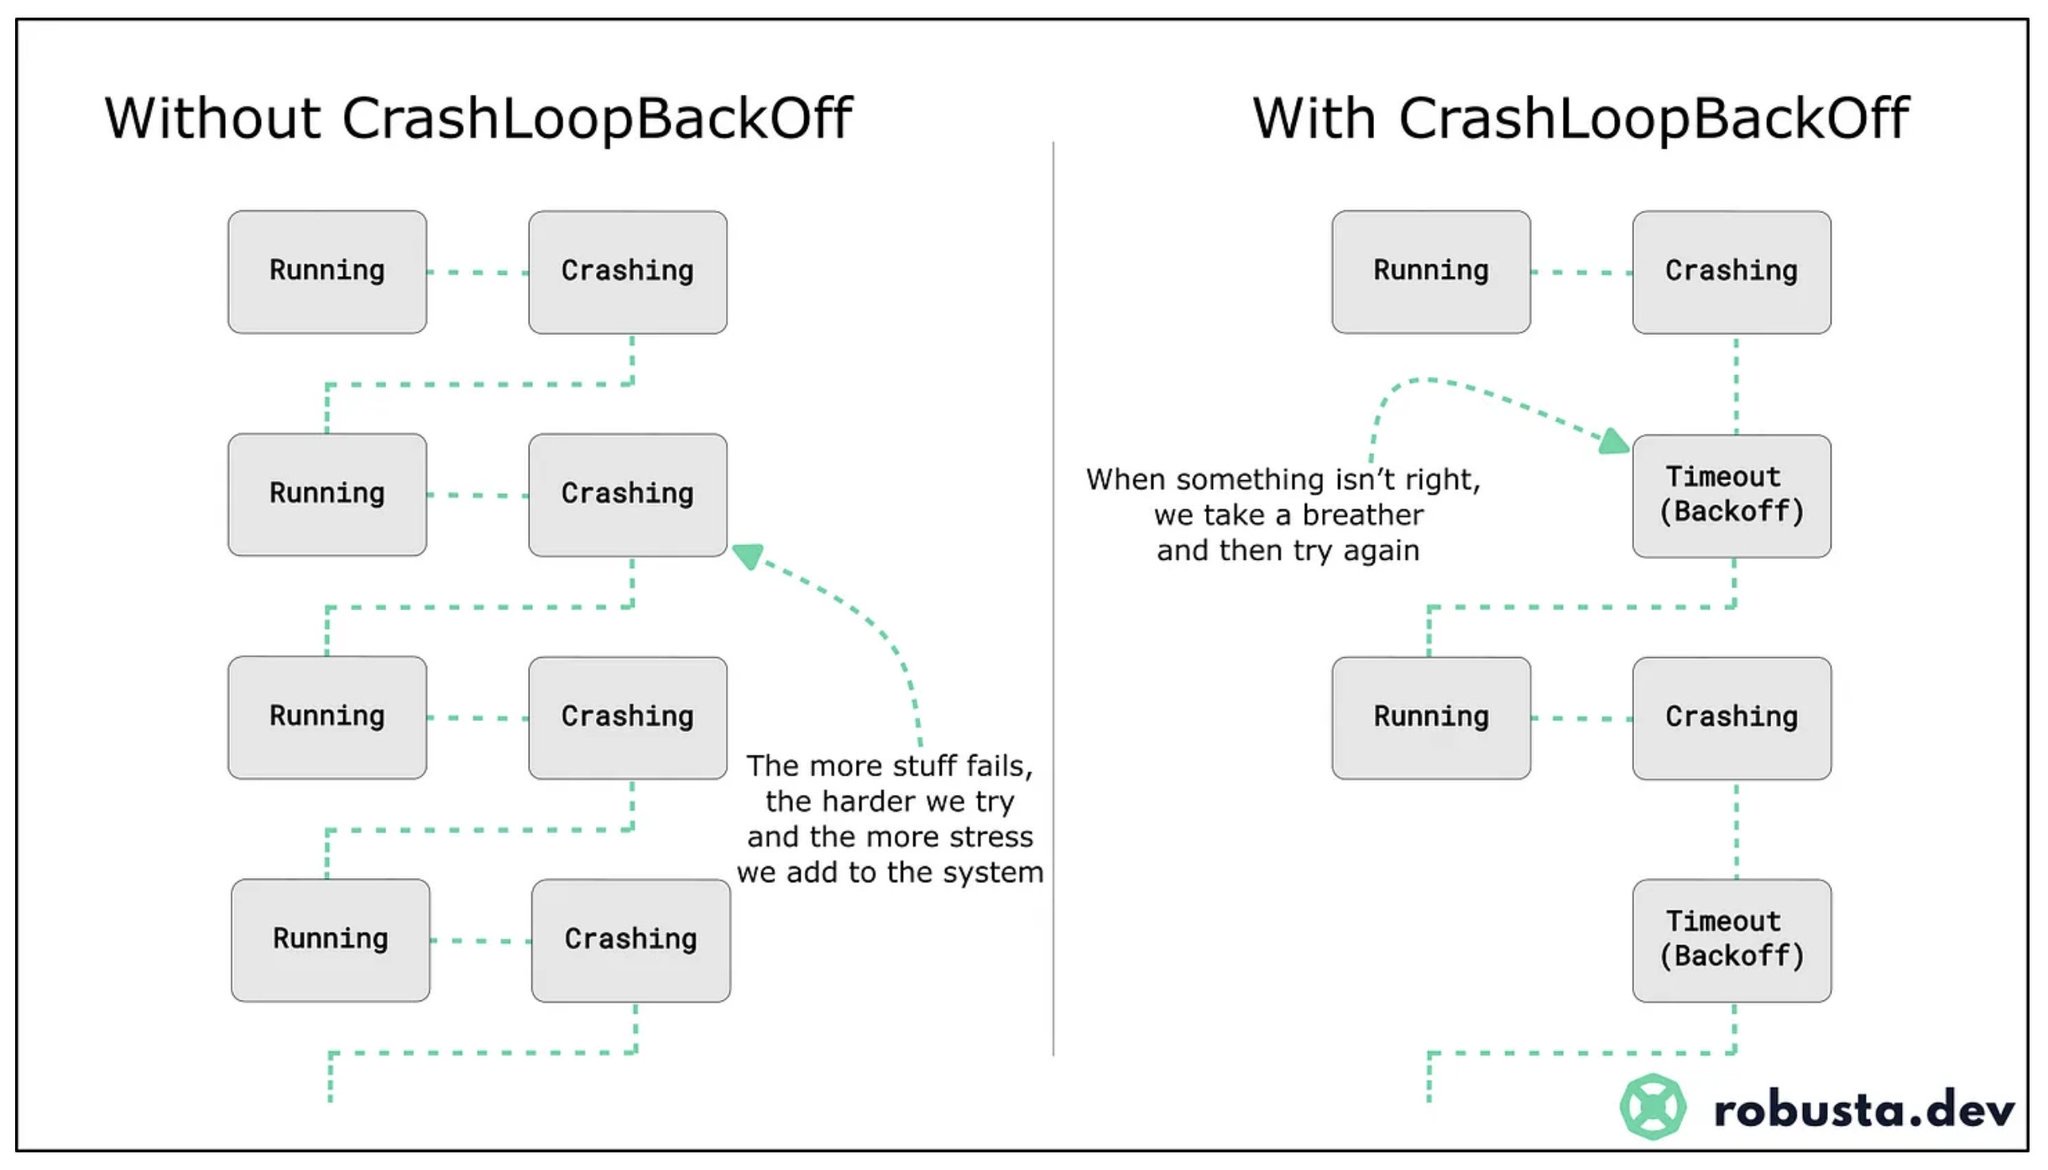 Without CrashLoopBackOff
Running
Crashing
Running
Crashing
Running
Crashing
The more stuff fails,
the harder we try
and the more stress
we add to the system
Running
Crashing
With CrashLoopBackOff
Running
Crashing
When something isn’t right,
we take a breather
and then try again
Timeout
(Backoff)
Running
Crashing
Timeout
(Backoff)
robusta.dev